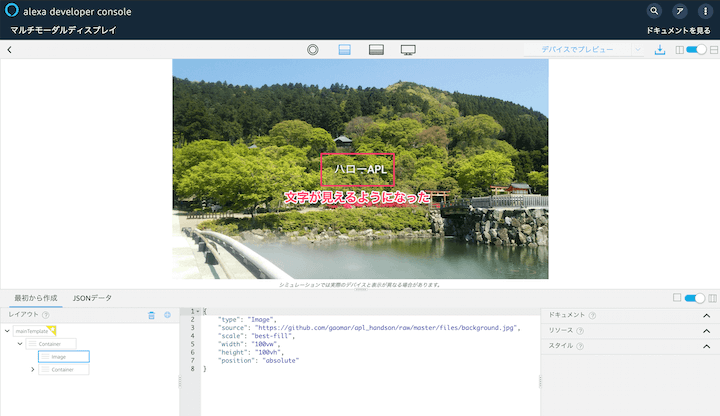 alexa developer console
マルチモーダルディスプレイ
ドキュメントを見る
デバイスでプレビュー
ハローAPL
文字が見えるようになった
シミュレーションでは実際のデバイスと表示が異なる場合があります。
最初から作成
JSONデータ
レイアウト
mainTemplate
Container
Image
Container
1 {
2 "type": "Image",
3 "source": "https://github.com/gaomar/apl_handson/raw/master/files/background.jpg",
4 "scale": "best-fill",
5 "width": "100vw",
6 "height": "100vh",
7 "position": "absolute"
8 }
ドキュメント
リソース
スタイル